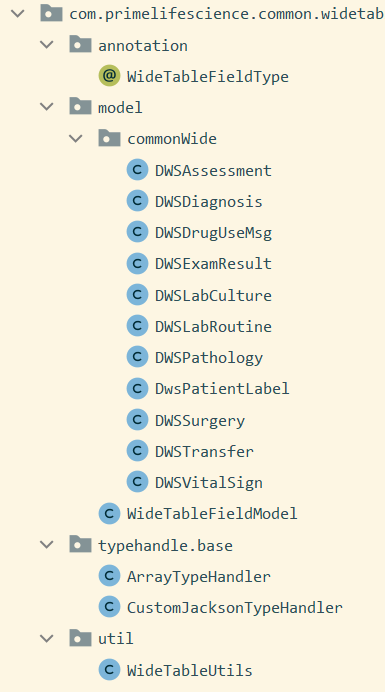 com.primelifescience.common.widetab
annotation
@ WideTableFieldType
model
commonWide
C DWSAssessment
C DWSDiagnosis
C DWSDrugUseMsg
C DWSExamResult
C DWSLabCulture
C DWSLabRoutine
C DWSPathology
C DwsPatientLabel
C DWSSurgery
C DWSTransfer
C DWSVitalSign
C WideTableFieldModel
typehandle.base
C ArrayTypeHandler
C CustomJacksonTypeHandler
util
C WideTableUtils